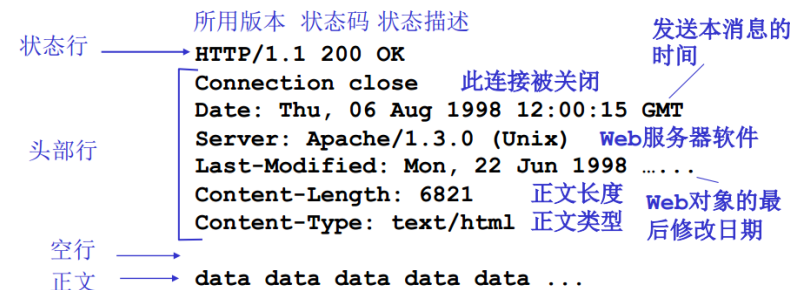 所用版本 状态码 状态描述
状态行
HTTP/1.1 200 OK
发送本消息的
时间
Connection close 此连接被关闭
Date: Thu, 06 Aug 1998 12:00:15 GMT
Server: Apache/1.3.0 (Unix) Web服务器软件
头部行
Last-Modified: Mon, 22 Jun 1998 …...
Content-Length: 6821 正文长度
Web对象的最
后修改日期
Content-Type: text/html 正文类型
空行
正文
data data data data data ...